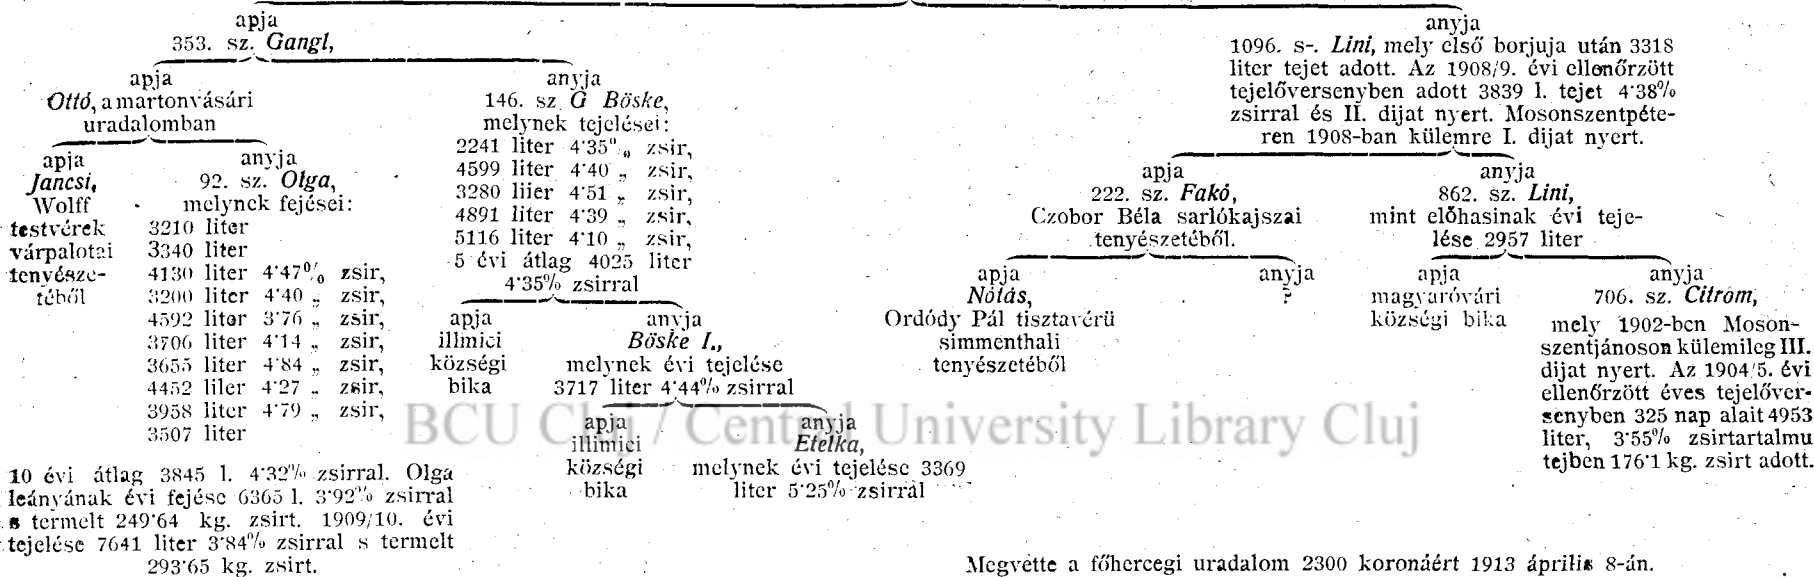 apja
353. sz. Gangl,
apja
Ottó, a martonvásári
uradalomban
apja
Jancsi,
Wolff
testvérek
várpalotai
tenyésze-
téből
anyja
92. sz. Olga,
melynek fejései:
3210 liter
3340 liter
4130 liter 4·47% zsir,
3200 liter 4·40 „ zsir,
4592 liter 3·76 „ zsir,
3706 liter 4·14 „ zsir,
3655 liter 4·84 „ zsir,
4452 liler 4·27 „ zsir,
3958 liter 4·79 „ zsir,
3507 liter
10 évi átlag 3845 l. 4·32% zsirral. Olga
leányának évi fejése 6365 l. 3·92% zsirral
s termelt 249·64 kg. zsirt. 1909/10. évi
tejelése 7641 liter 3·84% zsirral s termelt
293·65 kg. zsirt.
anyja
146. sz. G Böske,
melynek tejelései:
2241 liter 4·35% zsir,
4599 liter 4·40 „ zsir,
3280 liier 4·51 „ zsir,
4891 liter 4·39 „ zsir,
5116 liter 4·10 „ zsir,
5 évi átlag 4025 liter
4·35% zsirral
apja
illmici
községi
bika
anyja
Böske I.,
melynek évi tejelése
3717 liter 4·44% zsirral
apja
illimici
községi
bika
anyja
Etelka,
melynek évi tejelése 3369
liter 5·25% zsirral
anyja
1096. s-. Lini, mely első borjuja után 3318
liter tejet adott. Az 1908/9. évi ellenőrzött
tejelőversenyben adott 3839 l. tejet 4·38%
zsirral és II. dijat nyert. Mosonszentpéte-
ren 1908-ban külemre I. dijat nyert.
apja
222. sz. Fakó,
Czobor Béla sarlókajszai
tenyészetéből.
apja
Nótás,
Ordódy Pál tisztavérü
simmenthali
tenyészetéből
anyja
?
anyja
862. sz. Lini,
mint előhasinak évi teje-
lése 2957 liter
apja
magyaróvári
községi bika
anyja
706. sz. Citrom,
mely 1902-ben Moson-
szentjánoson külemileg III.
dijat nyert. Az 1904/5. évi
ellenőrzött éves tejelőver-
senyben 325 nap alait 4953
liter, 3·55% zsirtartalmu
tejben 176·1 kg. zsirt adott.
Megvette a főhercegi uradalom 2300 koronáért 1913 április 8-án.
BCU Cluj / Central University Library Cluj